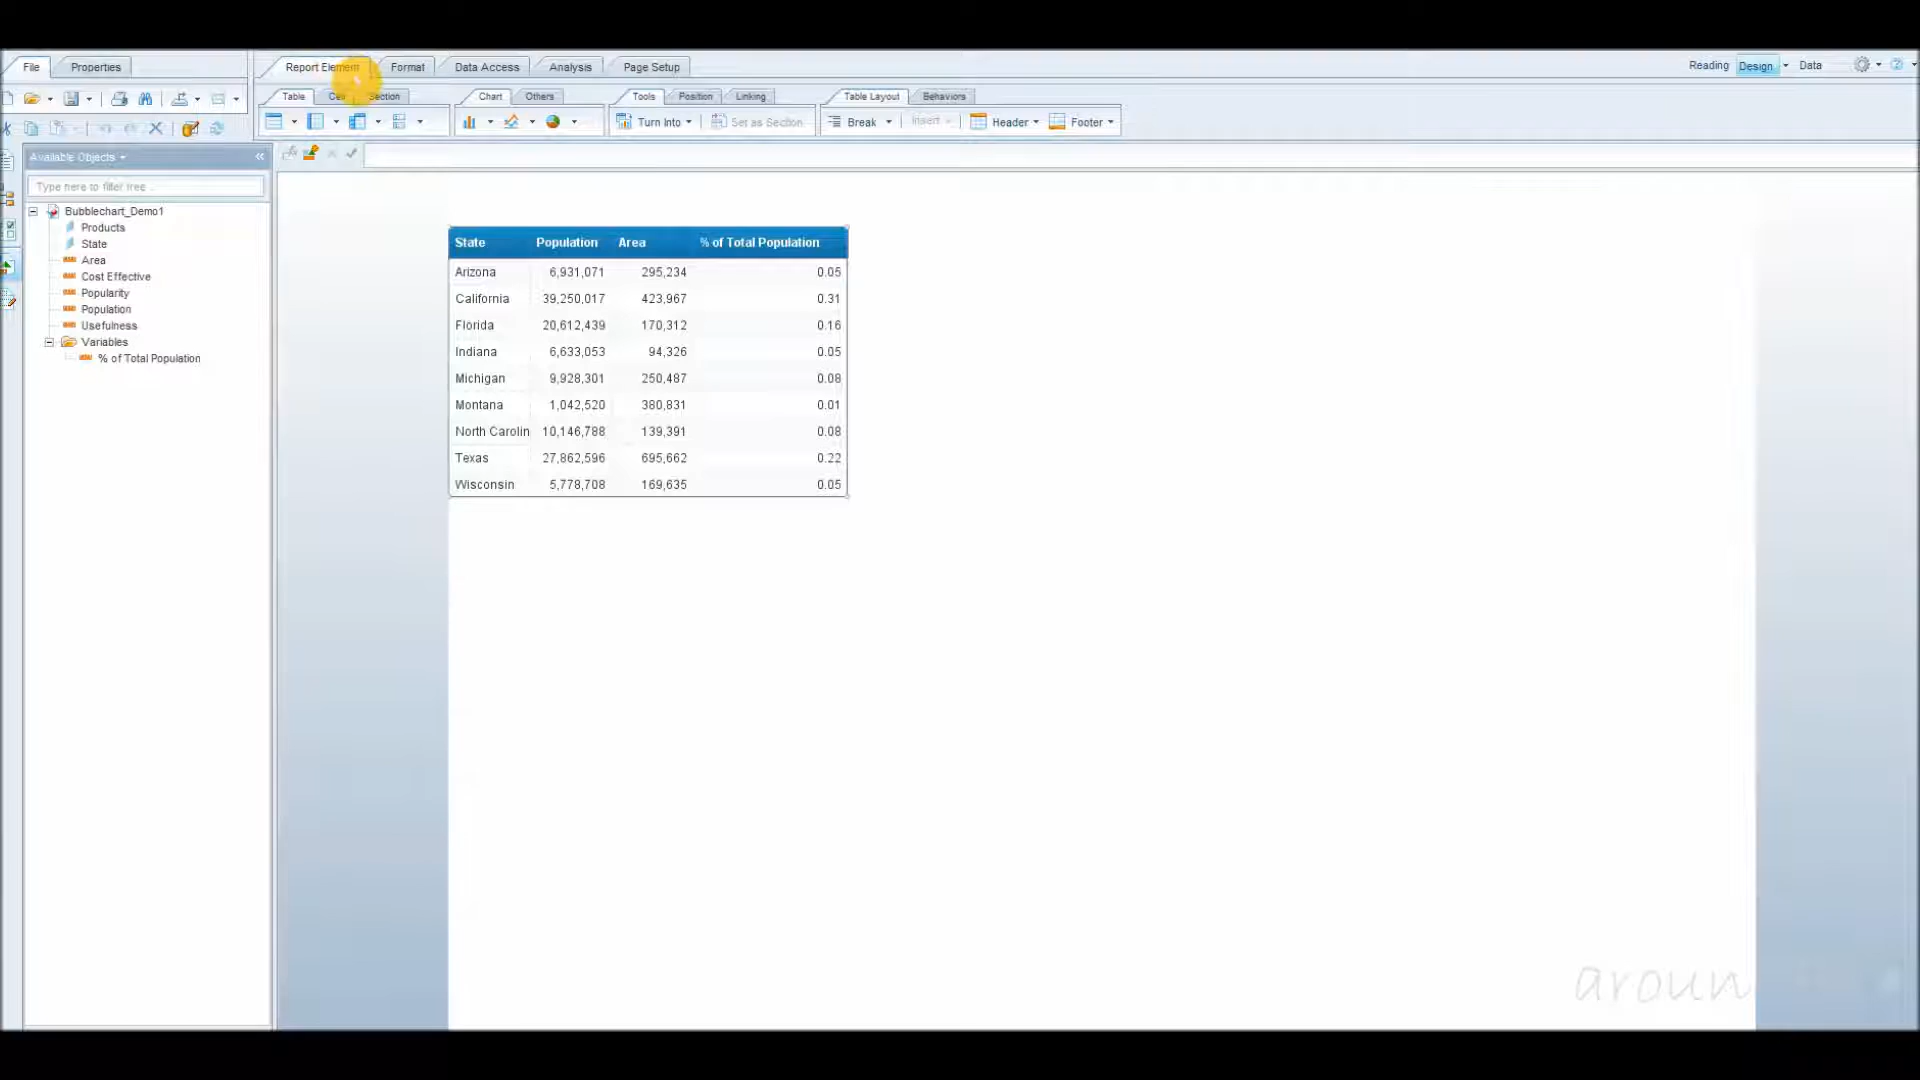 File Properties Report Element Format Data Access Analysis Page Setup Reading Design Data
Table Cell Section Chart Others Tools Position Linking Table Layout Behaviors
Turn Into Set as Section Break Insert Header Footer
Available Objects
Type here to filter tree ...
Bubblechart_Demo1
Products
State
Area
Cost Effective
Popularity
Population
Usefulness
Variables
% of Total Population
State Population Area % of Total Population
Arizona 6,931,071 295,234 0.05
California 39,250,017 423,967 0.31
Florida 20,612,439 170,312 0.16
Indiana 6,633,053 94,326 0.05
Michigan 9,928,301 250,487 0.08
Montana 1,042,520 380,831 0.01
North Carolin 10,146,788 139,391 0.08
Texas 27,862,596 695,662 0.22
Wisconsin 5,778,708 169,635 0.05
aroun